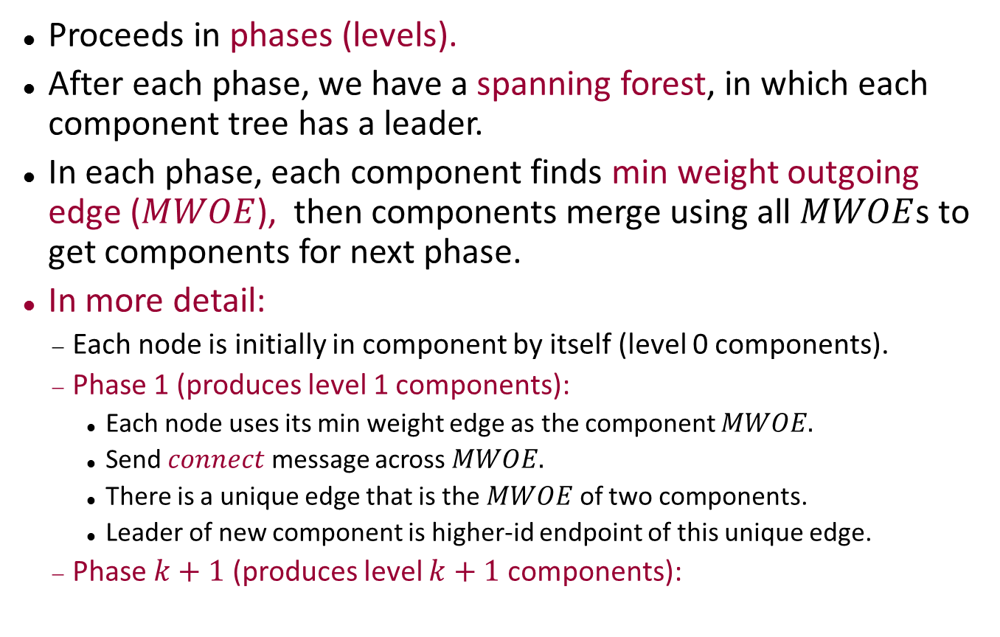 • Proceeds in phases (levels).
• After each phase, we have a spanning forest, in which each
component tree has a leader.
• In each phase, each component finds min weight outgoing
edge (MWOE), then components merge using all MWOEs to
get components for next phase.
• In more detail:
– Each node is initially in component by itself (level 0 components).
– Phase 1 (produces level 1 components):
• Each node uses its min weight edge as the component MWOE.
• Send connect message across MWOE.
• There is a unique edge that is the MWOE of two components.
• Leader of new component is higher-id endpoint of this unique edge.
– Phase k + 1 (produces level k + 1 components):